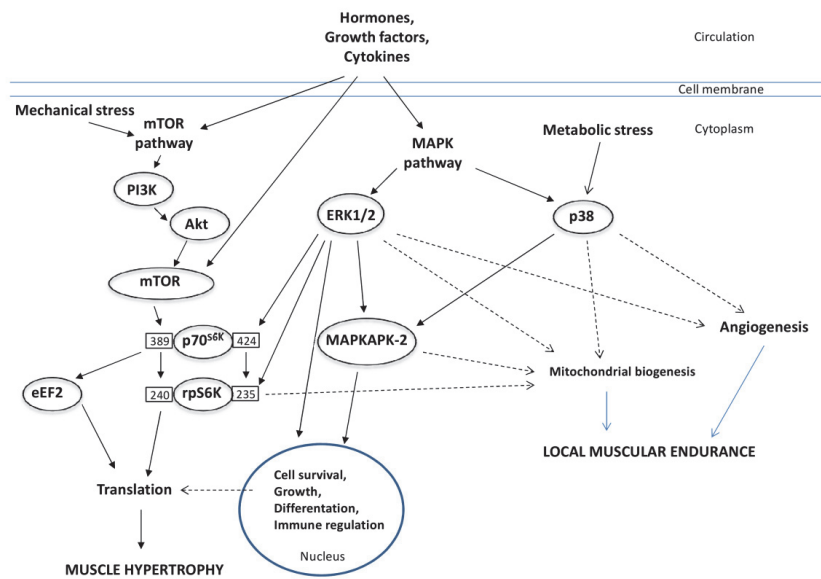 Hormones,
Growth factors,
Cytokines
Circulation
Cell membrane
Mechanical stress
mTOR
pathway
MAPK
pathway
Metabolic stress
Cytoplasm
PI3K
Akt
ERK1/2
p38
mTOR
389
p70S6K
424
MAPKAPK-2
Angiogenesis
Mitochondrial biogenesis
eEF2
240
rpS6K
235
LOCAL MUSCULAR ENDURANCE
Translation
Cell survival,
Growth,
Differentation,
Immune regulation
Nucleus
MUSCLE HYPERTROPHY